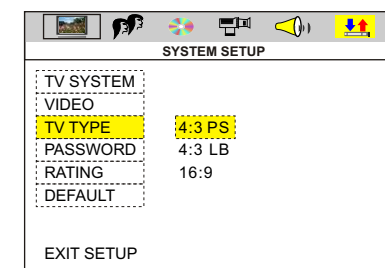 SYSTEM SETUP
TV SYSTEM
VIDEO
TV TYPE 4:3 PS
PASSWORD 4:3 LB
RATING 16:9
DEFAULT
EXIT SETUP